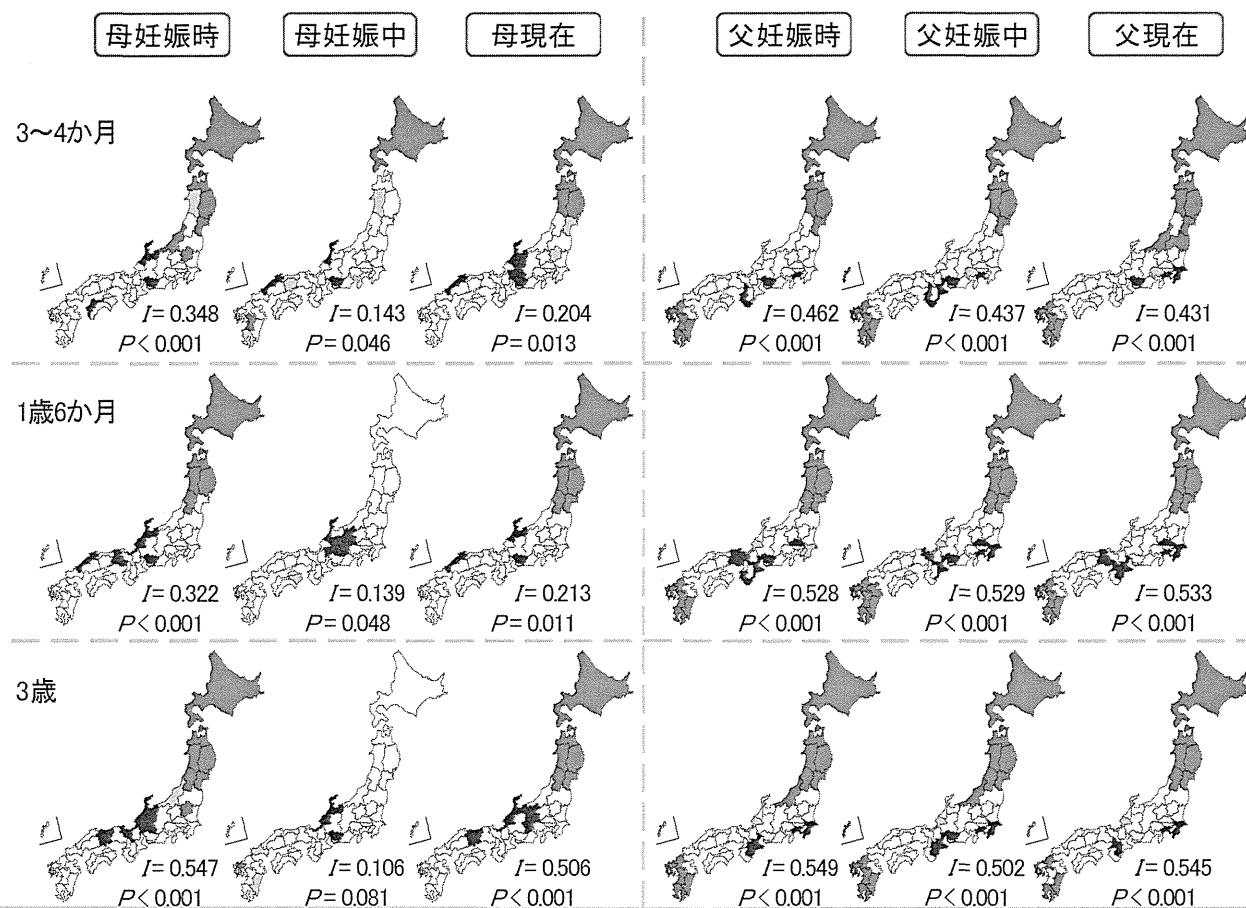 母妊娠時 母妊娠中 母現在 父妊娠時 父妊娠中 父現在
3〜4か月
I = 0.348 I = 0.143 I = 0.204 I = 0.462 I = 0.437 I = 0.431
P < 0.001 P = 0.046 P = 0.013 P < 0.001 P < 0.001 P < 0.001
1歳6か月
I = 0.322 I = 0.139 I = 0.213 I = 0.528 I = 0.529 I = 0.533
P < 0.001 P = 0.048 P = 0.011 P < 0.001 P < 0.001 P < 0.001
3歳
I = 0.547 I = 0.106 I = 0.506 I = 0.549 I = 0.502 I = 0.545
P < 0.001 P = 0.081 P < 0.001 P < 0.001 P < 0.001 P < 0.001